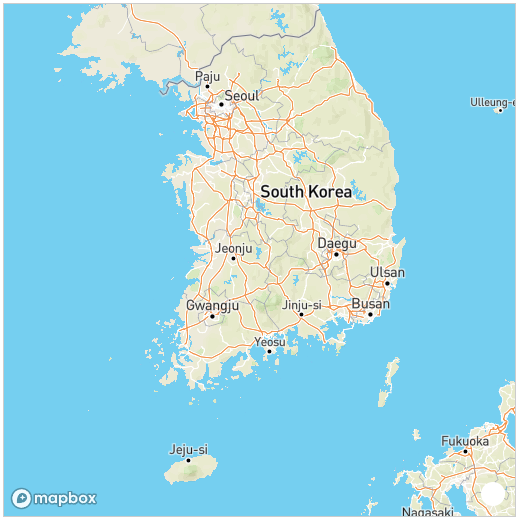 Paju
Seoul
Ulleung-e
South Korea
Jeonju
Daegu
Ulsan
Gwangju
Jinju-si
Busan
Yeosu
Jeju-si
Fukuoka
Nagasaki
mapbox